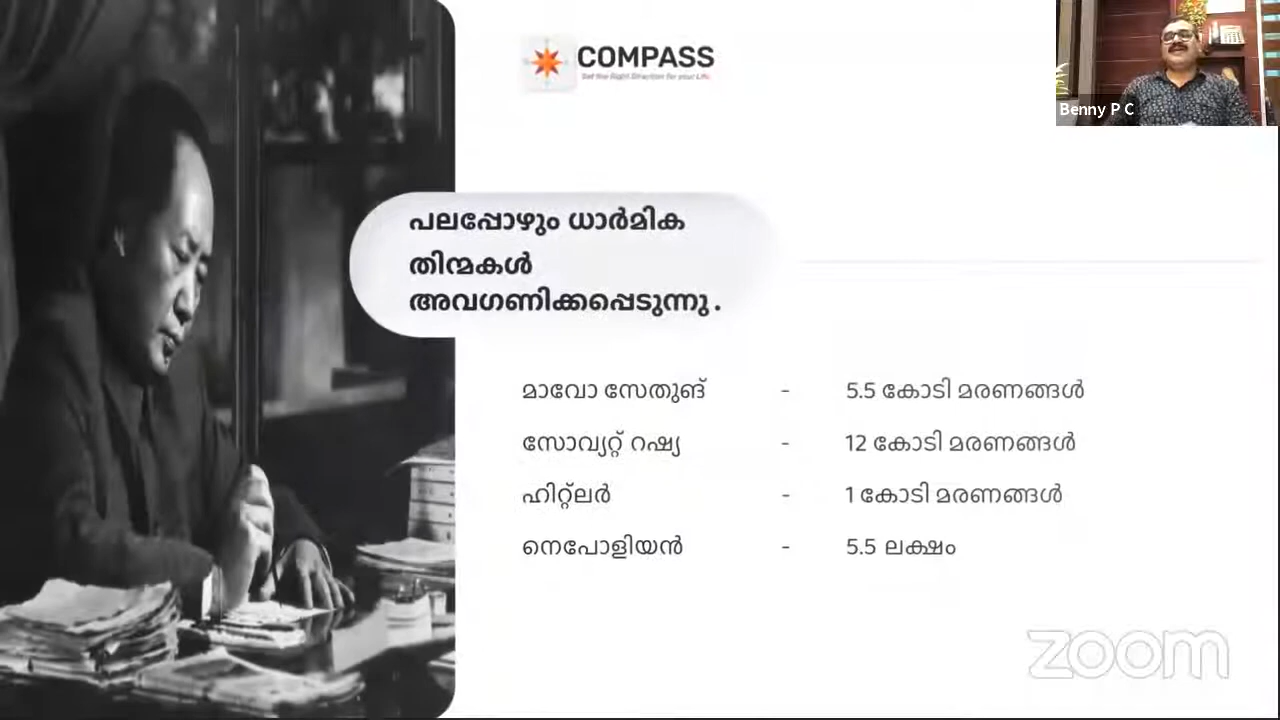 COMPASS
Set the Right Direction for your Life.
Benny P C
പലപ്പോഴും ധാർമിക
തിന്മകൾ
അവഗണിക്കപ്പെടുന്നു .
മാവോ സേതുങ് - 5.5 കോടി മരണങ്ങൾ
സോവ്യറ്റ് റഷ്യ - 12 കോടി മരണങ്ങൾ
ഹിറ്റ്ലർ - 1 കോടി മരണങ്ങൾ
നെപോളിയൻ - 5.5 ലക്ഷം
zoom